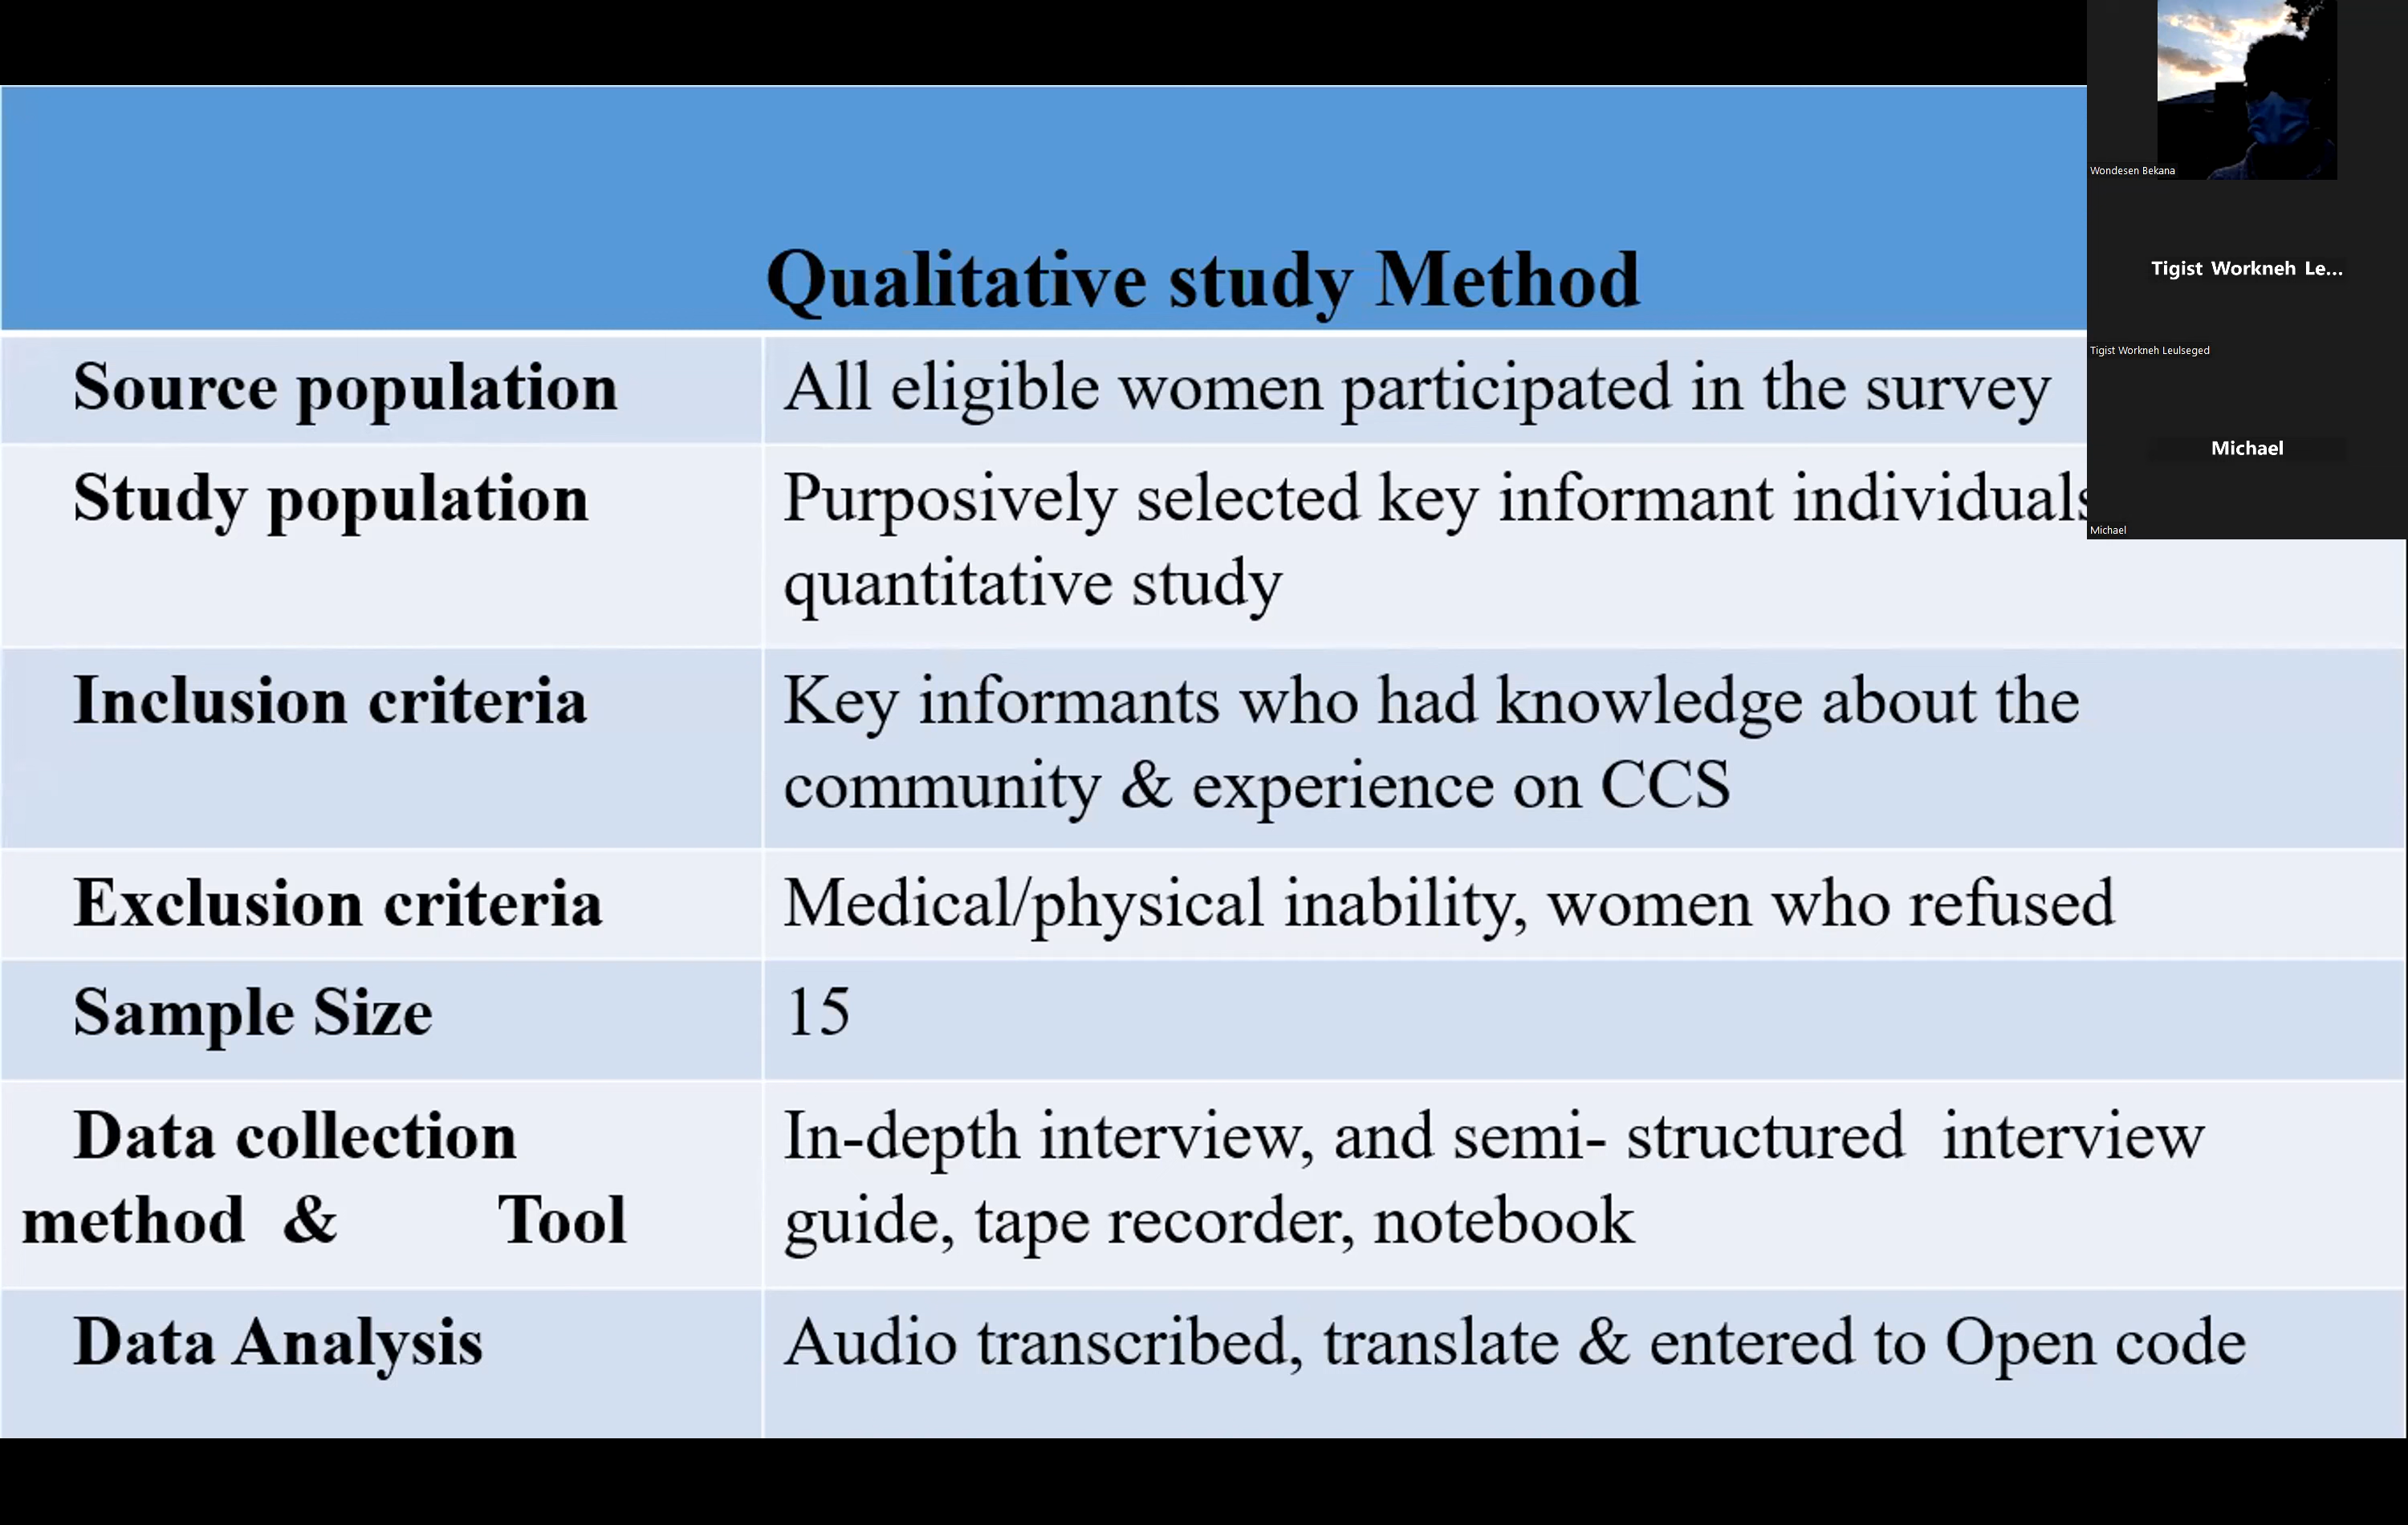 Qualitative study Method
Source population
All eligible women participated in the survey
Study population
Purposively selected key informant individuals
quantitative study
Inclusion criteria
Key informants who had knowledge about the
community & experience on CCS
Exclusion criteria
Medical/physical inability, women who refused
Sample Size
15
Data collection
method & Tool
In-depth interview, and semi- structured interview
guide, tape recorder, notebook
Data Analysis
Audio transcribed, translate & entered to Open code
Wondesen Bekana
Tigist Workneh Le...
Tigist Workneh Leulseged
Michael
Michael